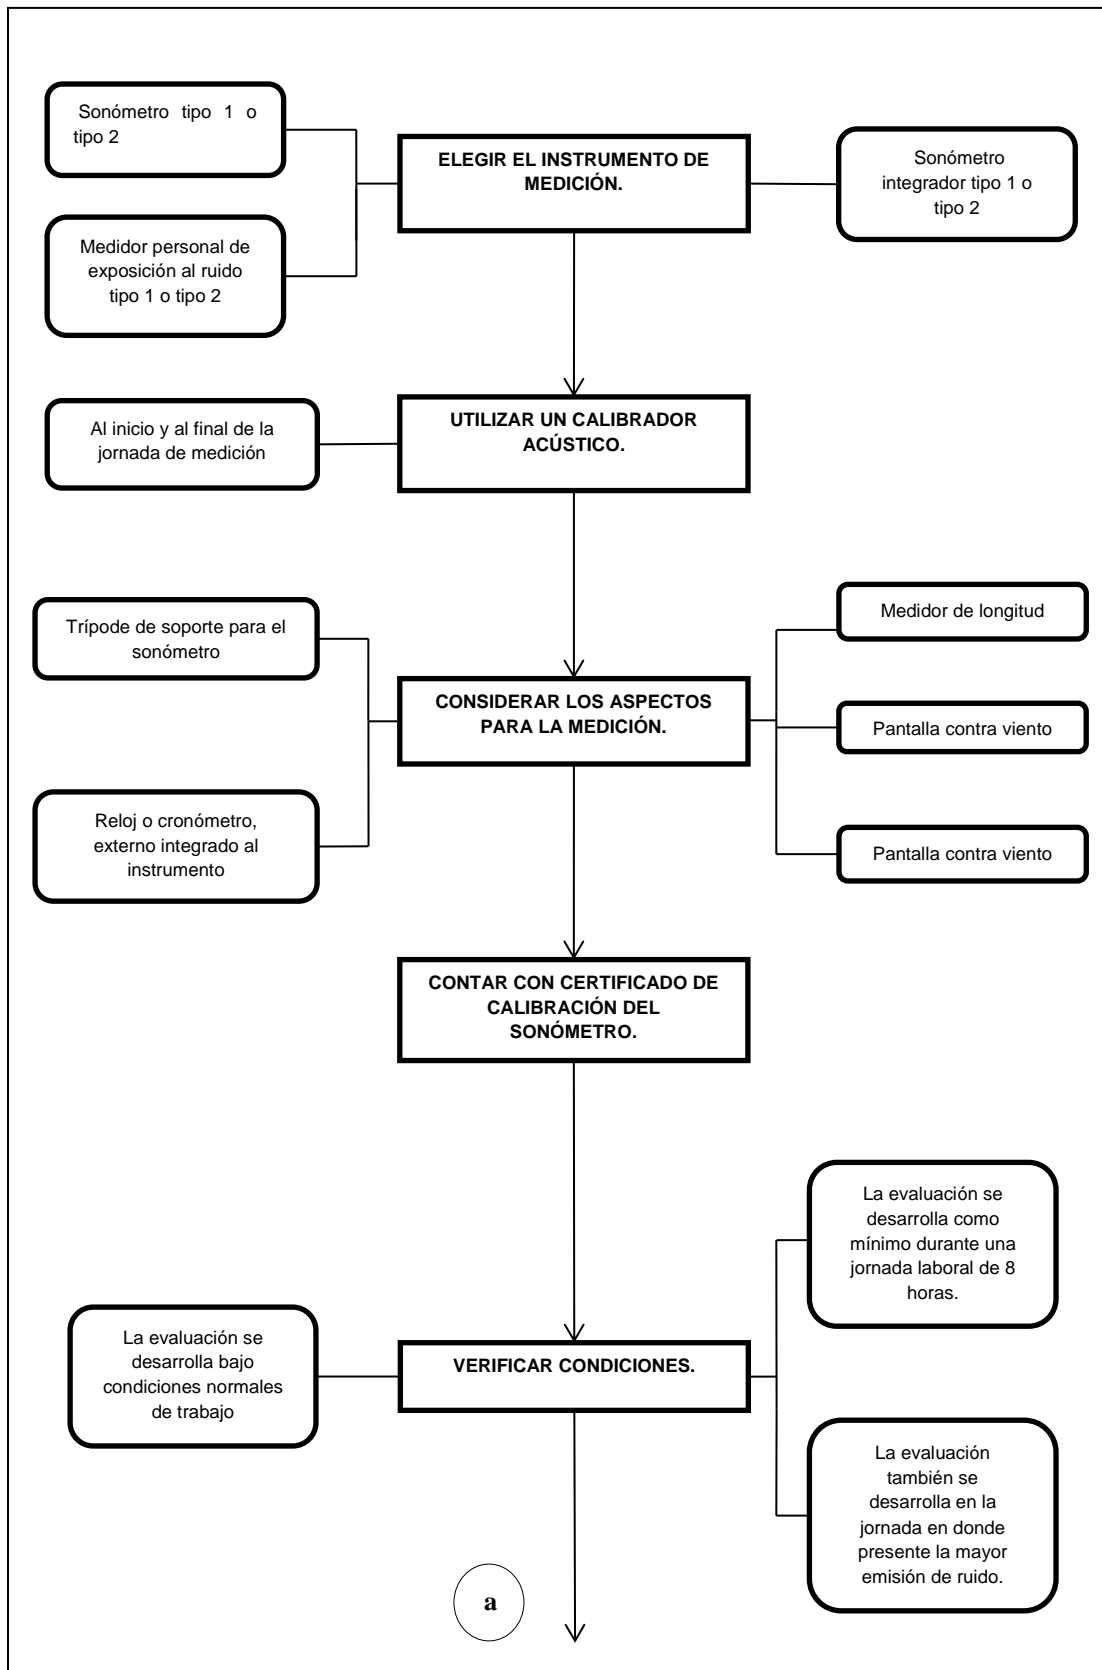 Sonómetro tipo 1 o
tipo 2
ELEGIR EL INSTRUMENTO DE
MEDICIÓN.
Sonómetro
integrador tipo 1 o
tipo 2
Medidor personal de
exposición al ruido
tipo 1 o tipo 2
Al inicio y al final de la
jornada de medición
UTILIZAR UN CALIBRADOR
ACÚSTICO.
Trípode de soporte para el
sonómetro
Reloj o cronómetro,
externo integrado al
instrumento
CONSIDERAR LOS ASPECTOS
PARA LA MEDICIÓN.
Medidor de longitud
Pantalla contra viento
Pantalla contra viento
CONTAR CON CERTIFICADO DE
CALIBRACIÓN DEL
SONÓMETRO.
La evaluación se
desarrolla bajo
condiciones normales
de trabajo
VERIFICAR CONDICIONES.
La evaluación se
desarrolla como
mínimo durante una
jornada laboral de 8
horas.
La evaluación
también se
desarrolla en la
jornada en donde
presente la mayor
emisión de ruido.
a